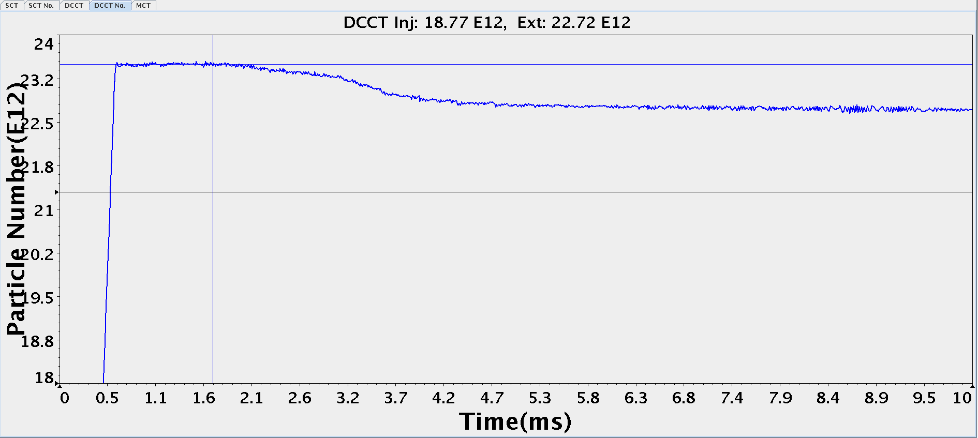 SCT SCT No. DCCT DCCT No. MCT
DCCT Inj: 18.77 E12, Ext: 22.72 E12
Particle Number(E12)
24
23.2
22.5
21.8
21
20.2
19.5
18.8
18
0 0.5 1.1 1.6 2.1 2.6 3.2 3.7 4.2 4.7 5.3 5.8 6.3 6.8 7.4 7.9 8.4 8.9 9.5 10
Time(ms)